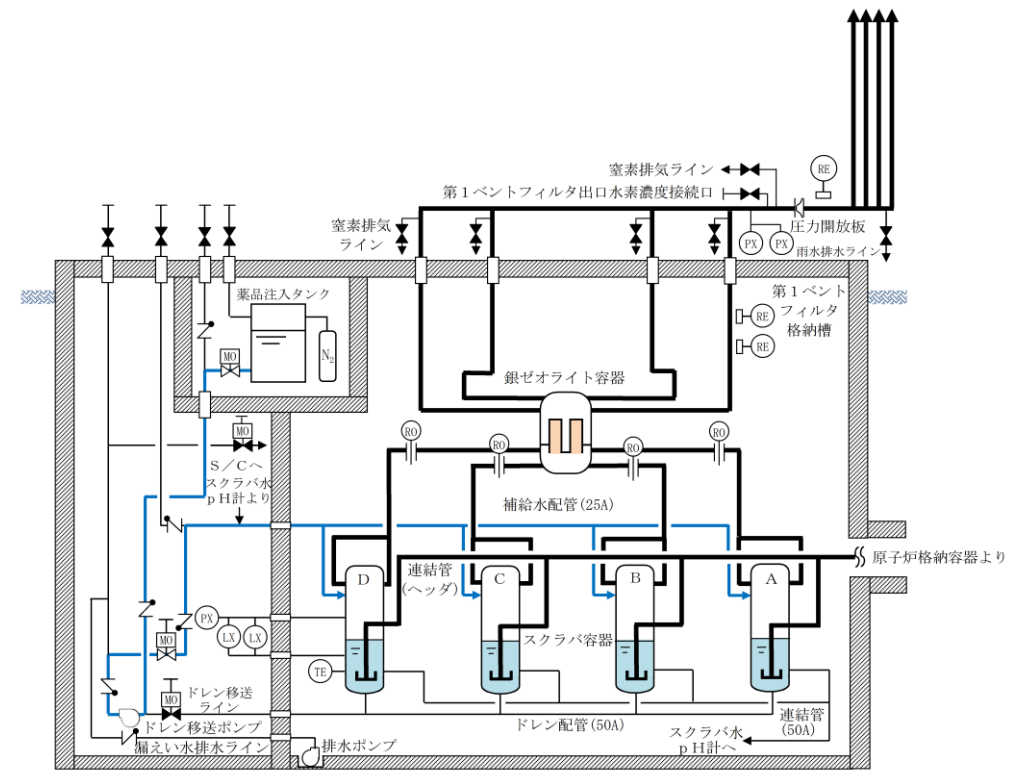 窒素排気ライン
RE
第１ベントフィルタ出口水素濃度接続口
窒素排気
ライン
圧力開放板
PX
PX
雨水排水ライン
薬品注入タンク
第１ベント
フィルタ
格納槽
RE
RE
MO
N₂
銀ゼオライト容器
MO
RO
RO
RO
RO
Ｓ／Ｃへ
スクラバ水
ｐＨ計より
補給水配管(25A)
原子炉格納容器より
連結管
(ヘッダ)
D
C
B
A
PX
LX
LX
MO
スクラバ容器
TE
MO
ドレン移送
ライン
ドレン移送ポンプ
ドレン配管(50A)
連結管
(50A)
スクラバ水
ｐＨ計へ
漏えい水排水ライン
排水ポンプ